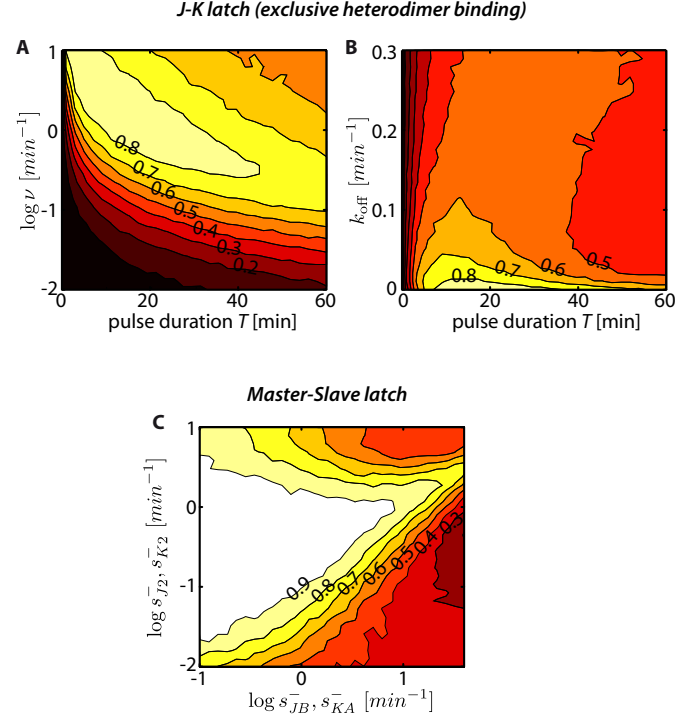 J-K latch (exclusive heterodimer binding)
A
B
1
0
-1
-2
log ν [min⁻¹]
0.8
0.7
0.6
0.5
0.4
0.3
0.2
0 20 40 60
pulse duration T [min]
0.3
0.2
0.1
0
k_off [min⁻¹]
0.8
0.7
0.6
0.5
0 20 40 60
pulse duration T [min]
Master-Slave latch
C
1
0
-1
-2
log s⁻_J2, s⁻_K2 [min⁻¹]
0.9
0.8
0.7
0.6
0.5
0.4
0.3
-1 0 1
log s⁻_JB, s⁻_KA [min⁻¹]